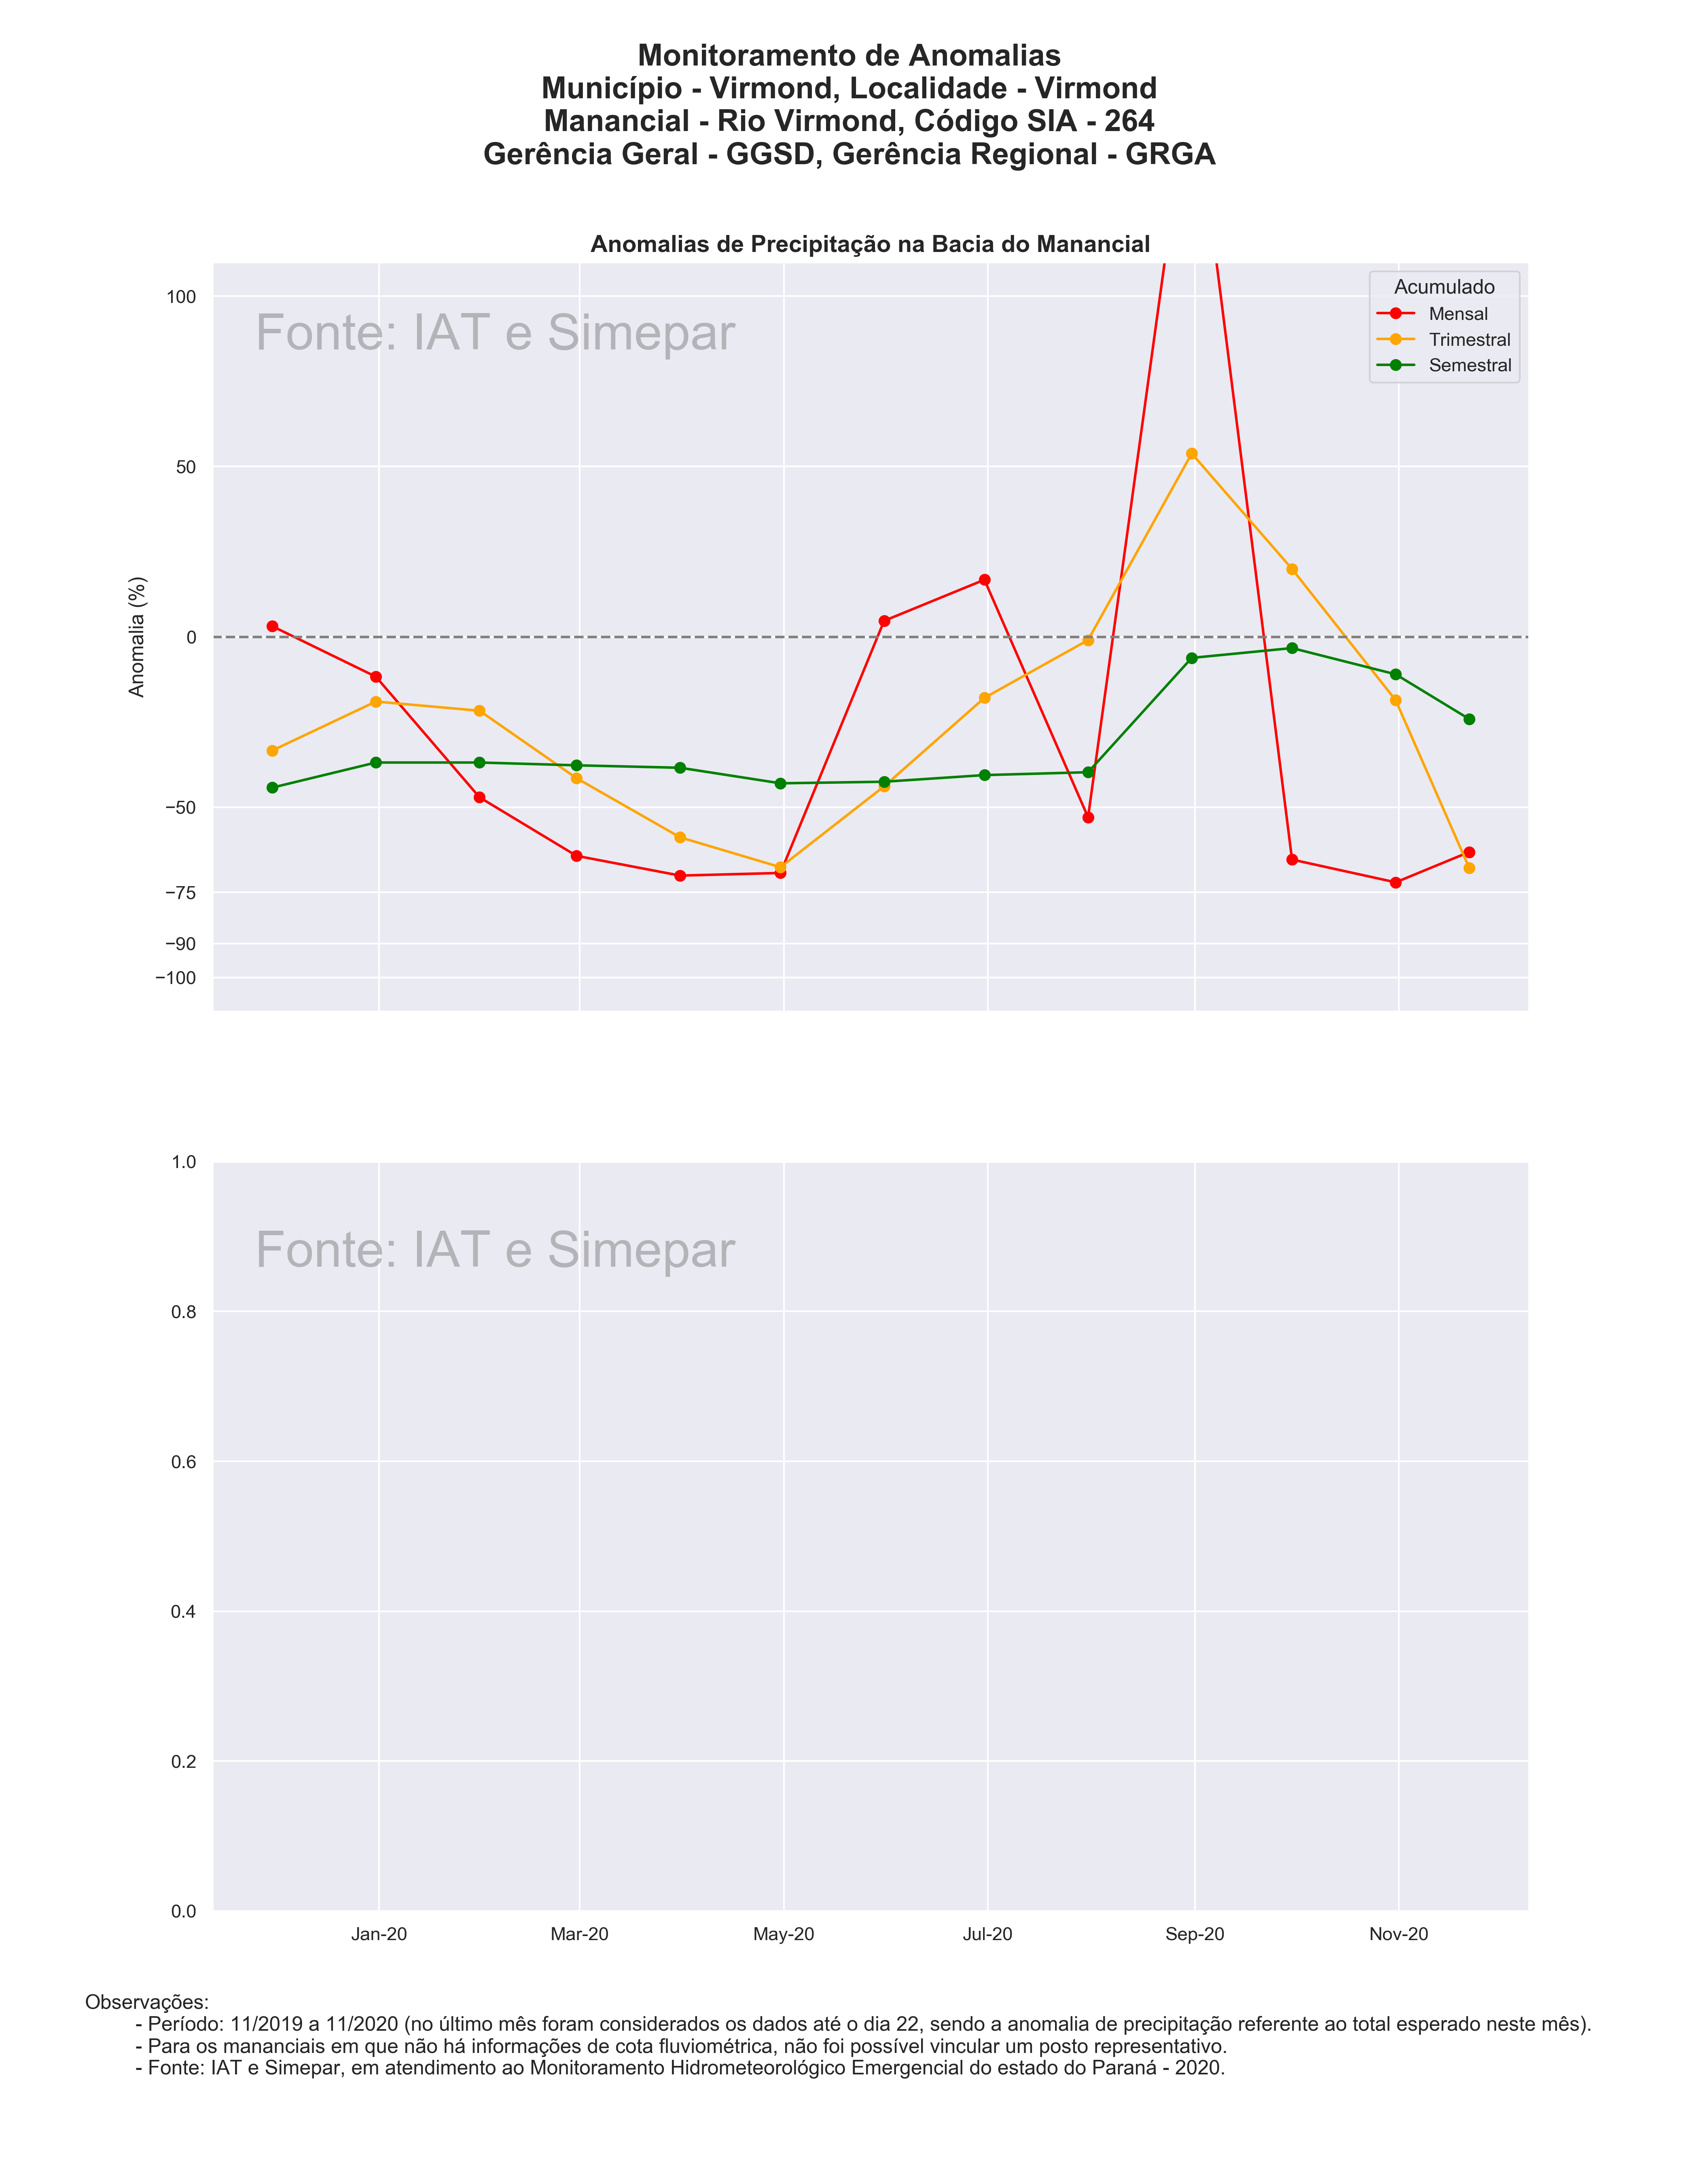 Monitoramento de Anomalias
Município - Virmond, Localidade - Virmond
Manancial - Rio Virmond, Código SIA - 264
Gerência Geral - GGSD, Gerência Regional - GRGA
Anomalias de Precipitação na Bacia do Manancial
Fonte: IAT e Simepar
Acumulado
Mensal
Trimestral
Semestral
Anomalia (%)
100
50
0
−50
−75
−90
−100
Fonte: IAT e Simepar
1.0
0.8
0.6
0.4
0.2
0.0
Jan-20 Mar-20 May-20 Jul-20 Sep-20 Nov-20
Observações:
- Período: 11/2019 a 11/2020 (no último mês foram considerados os dados até o dia 22, sendo a anomalia de precipitação referente ao total esperado neste mês).
- Para os mananciais em que não há informações de cota fluviométrica, não foi possível vincular um posto representativo.
- Fonte: IAT e Simepar, em atendimento ao Monitoramento Hidrometeorológico Emergencial do estado do Paraná - 2020.